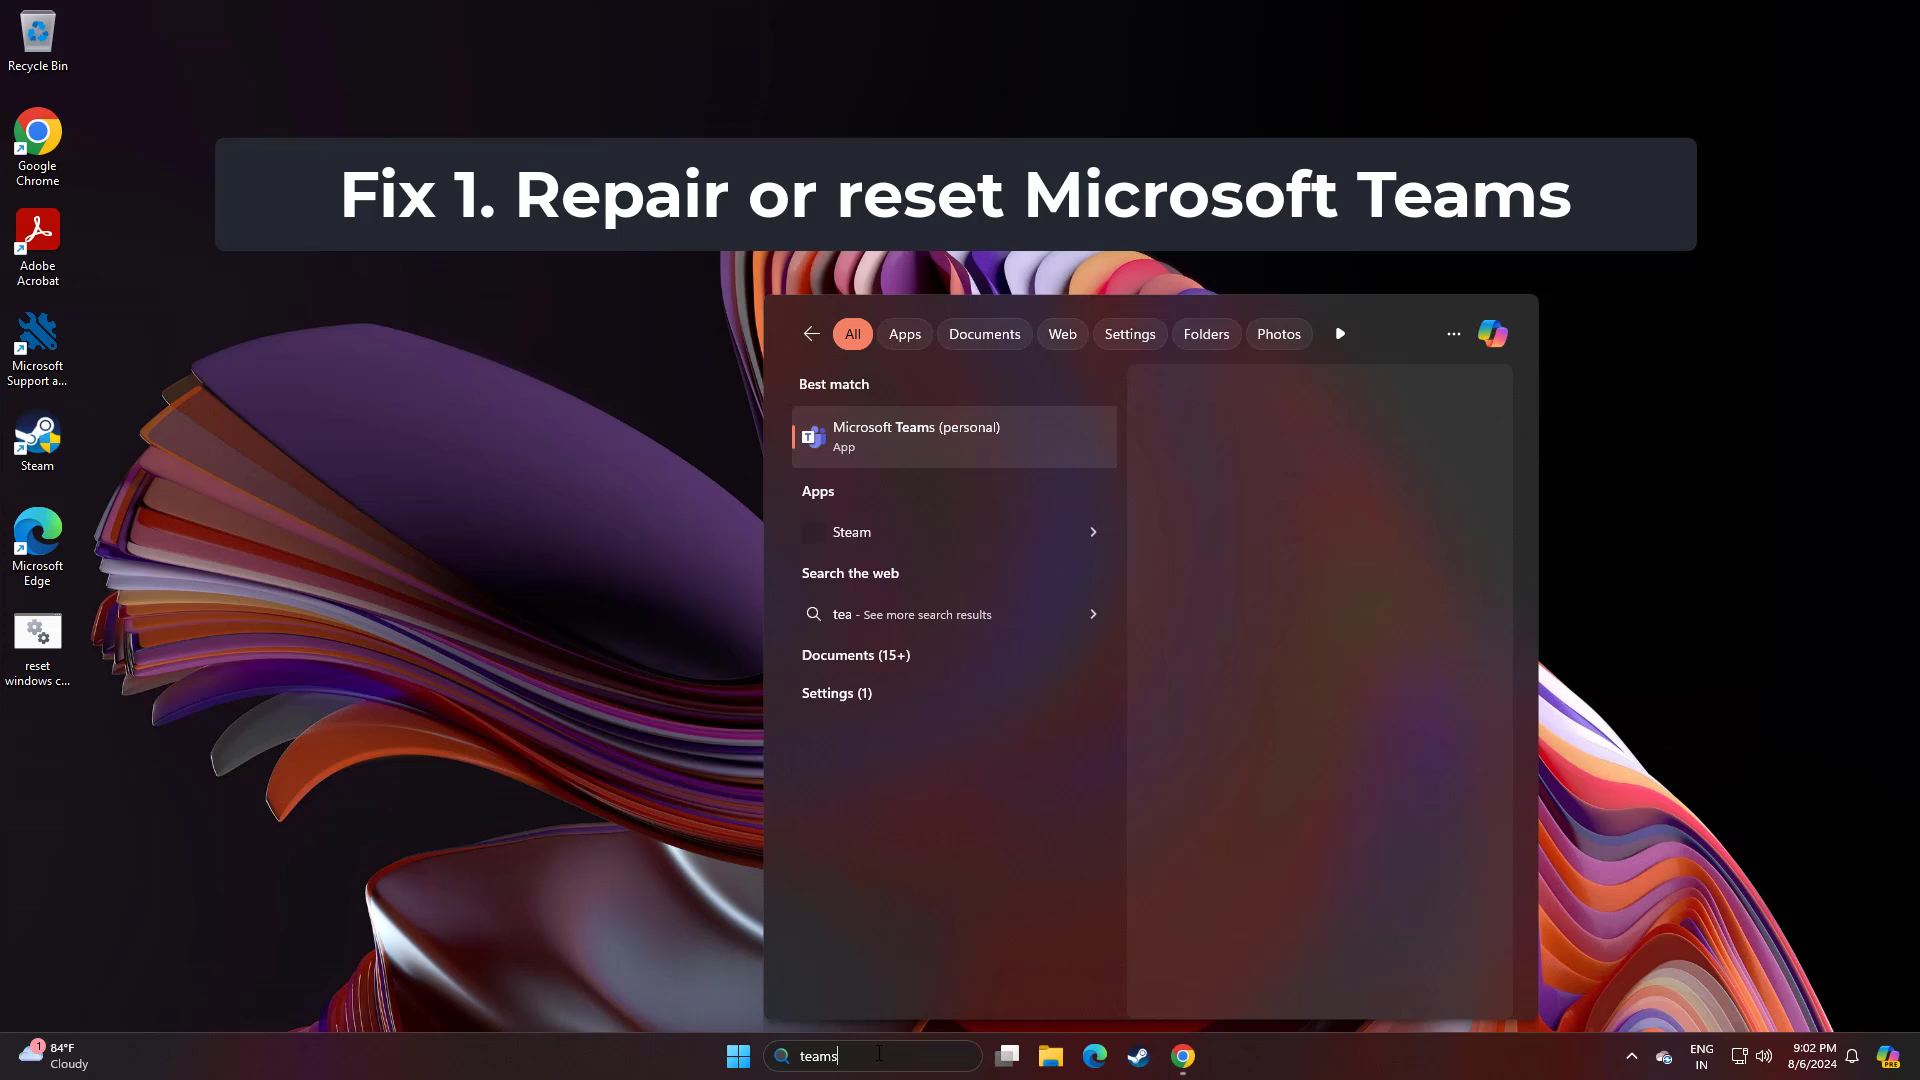 Recycle Bin
Google
Chrome
Adobe
Acrobat
Microsoft
Support a...
Steam
Microsoft
Edge
reset
windows c...
Fix 1. Repair or reset Microsoft Teams
All
Apps
Documents
Web
Settings
Folders
Photos
Best match
Microsoft Teams (personal)
App
Apps
Steam
Search the web
tea - See more search results
Documents (15+)
Settings (1)
1
84°F
Cloudy
teams
ENG
IN
9:02 PM
8/6/2024
PRE